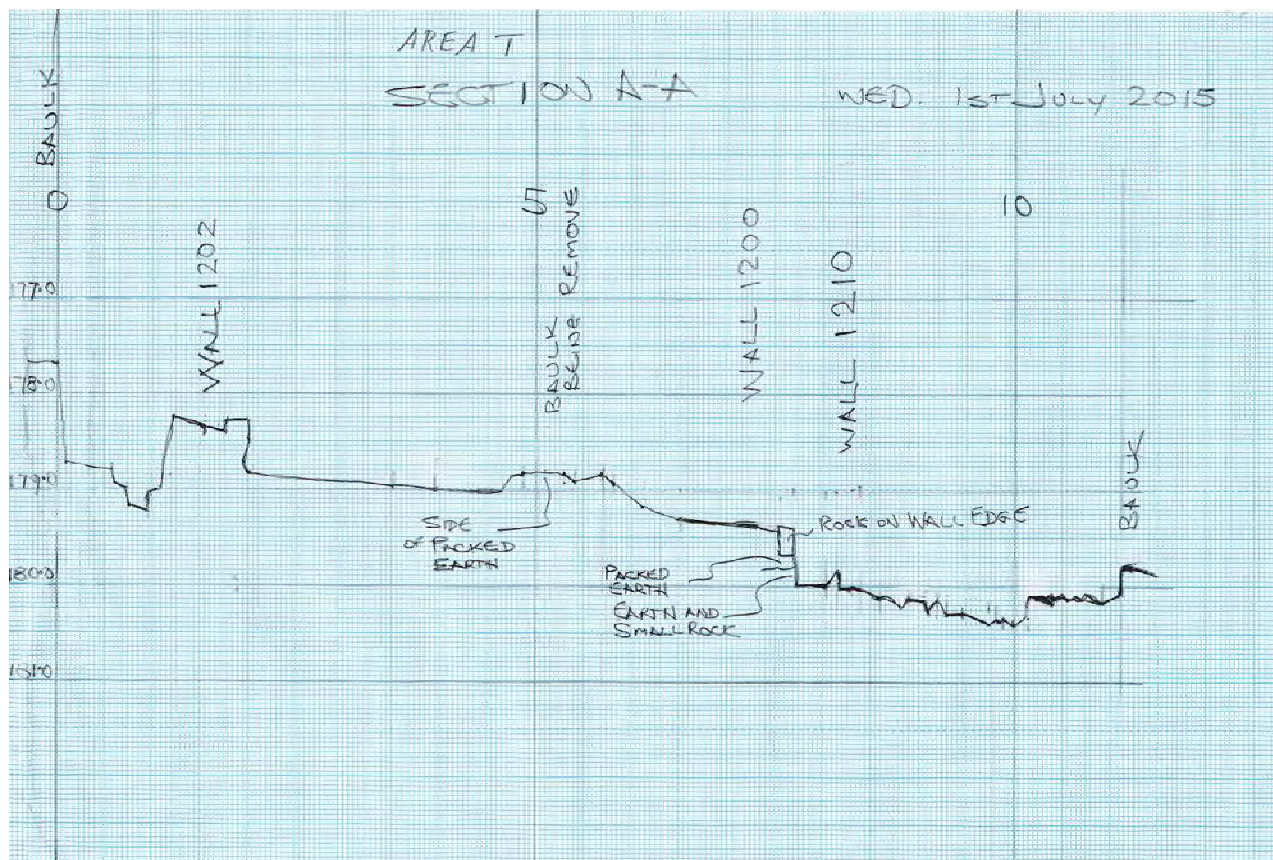 AREA T
SECTION A-A
WED. 1ST JULY 2015
BAULK
0
5
10
WALL 1202
BAULK
BEING REMOVE
WALL 1200
WALL 1210
BAULK
177.0
178.0
179.0
180.0
181.0
SIDE
OF PACKED
EARTH
ROCK ON WALL EDGE
PACKED
EARTH
EARTH AND
SMALL ROCK